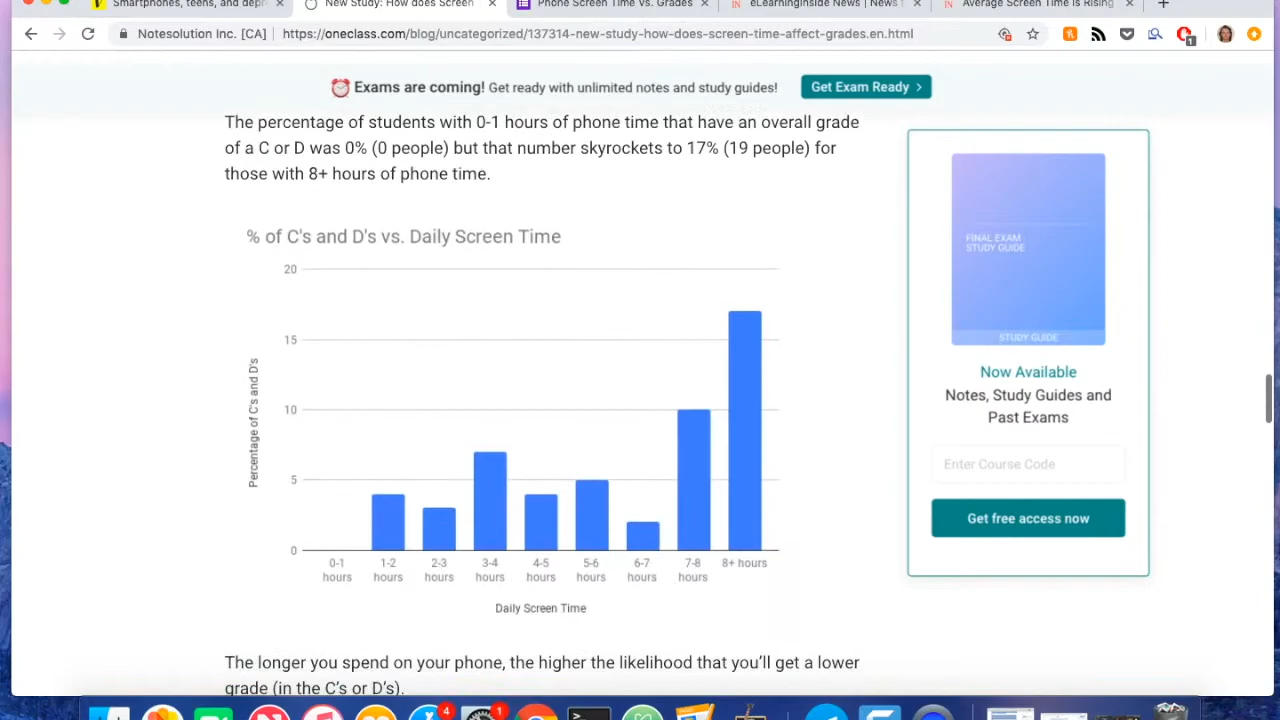 Smartphones, teens, and depr
New Study: How does Screen
Phone Screen Time Vs. Grades
eLearningInside News | News f
Average Screen Time Is Rising
Notesolution Inc. [CA] https://oneclass.com/blog/uncategorized/137314-new-study-how-does-screen-time-affect-grades.en.html
Exams are coming! Get ready with unlimited notes and study guides!
Get Exam Ready >
The percentage of students with 0-1 hours of phone time that have an overall grade
of a C or D was 0% (0 people) but that number skyrockets to 17% (19 people) for
those with 8+ hours of phone time.
% of C's and D's vs. Daily Screen Time
20
15
10
5
0
Percentage of C's and D's
0-1 hours
1-2 hours
2-3 hours
3-4 hours
4-5 hours
5-6 hours
6-7 hours
7-8 hours
8+ hours
Daily Screen Time
The longer you spend on your phone, the higher the likelihood that you'll get a lower
grade (in the C's or D's).
FINAL EXAM
STUDY GUIDE
STUDY GUIDE
Now Available
Notes, Study Guides and
Past Exams
Enter Course Code
Get free access now
1
4
1